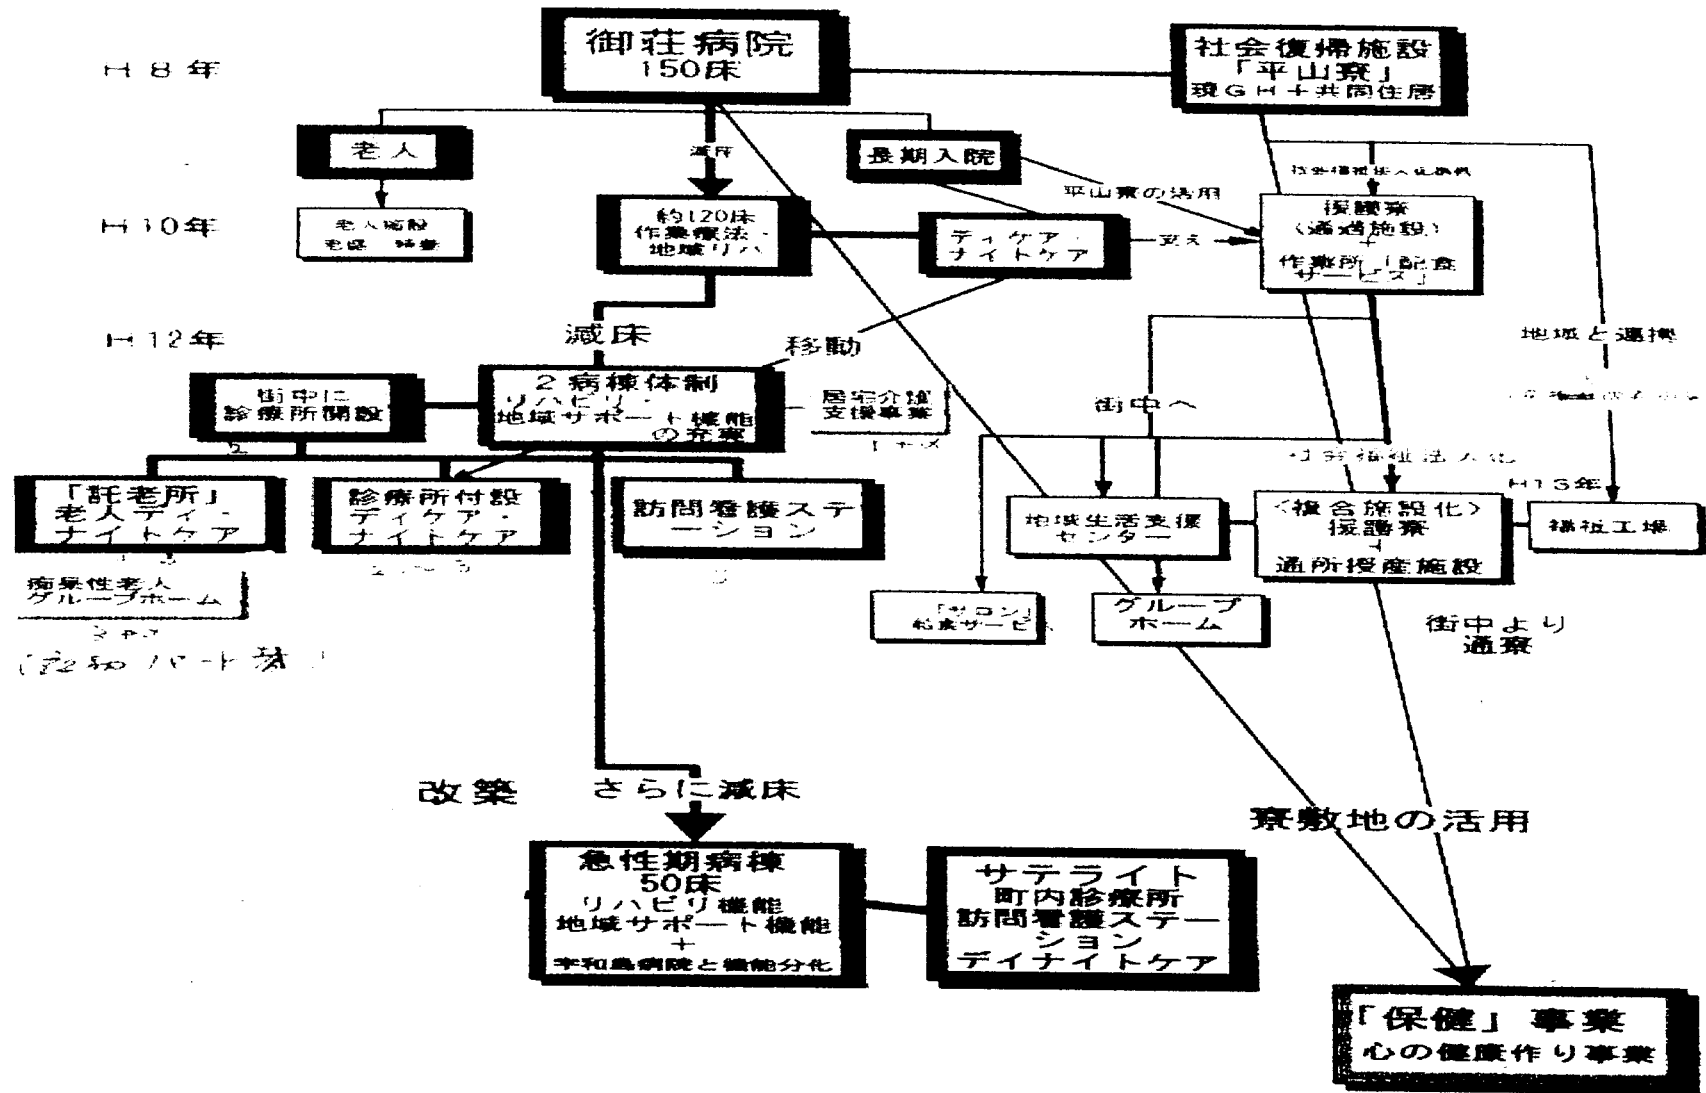 御荘病院
150床
社会復帰施設
「平山寮」
現GH+共同住居
H8年
老人
減床
長期入院
平山寮の活用
H10年
老人施設
約120床
作業療法・
地域リハ
ディケア・
ナイトケア
支え
援護寮
(通過施設)
+
作業所「配食
サービス」
H12年
減床
移動
地域と連携
街中に
診療所開設
2病棟体制
リハビリ・
地域サポート機能
の充実
居宅介護
支援事業
街中へ
社会福祉法人化
H13年
「託老所」
老人デイ・
ナイトケア
診療所付設
ディケア
ナイトケア
訪問看護ステ
ーション
地域生活支援
センター
<複合施設化>
援護寮
+
通所授産施設
福祉工場
痴呆性老人
グループホーム
「サロン」
給食サービス
グループ
ホーム
街中より
通寮
改築
さらに減床
寮敷地の活用
急性期病棟
50床
リハビリ機能
地域サポート機能
+
宇和島病院と機能分化
サテライト
町内診療所
訪問看護ステー
ション
デイナイトケア
「保健」事業
心の健康作り事業